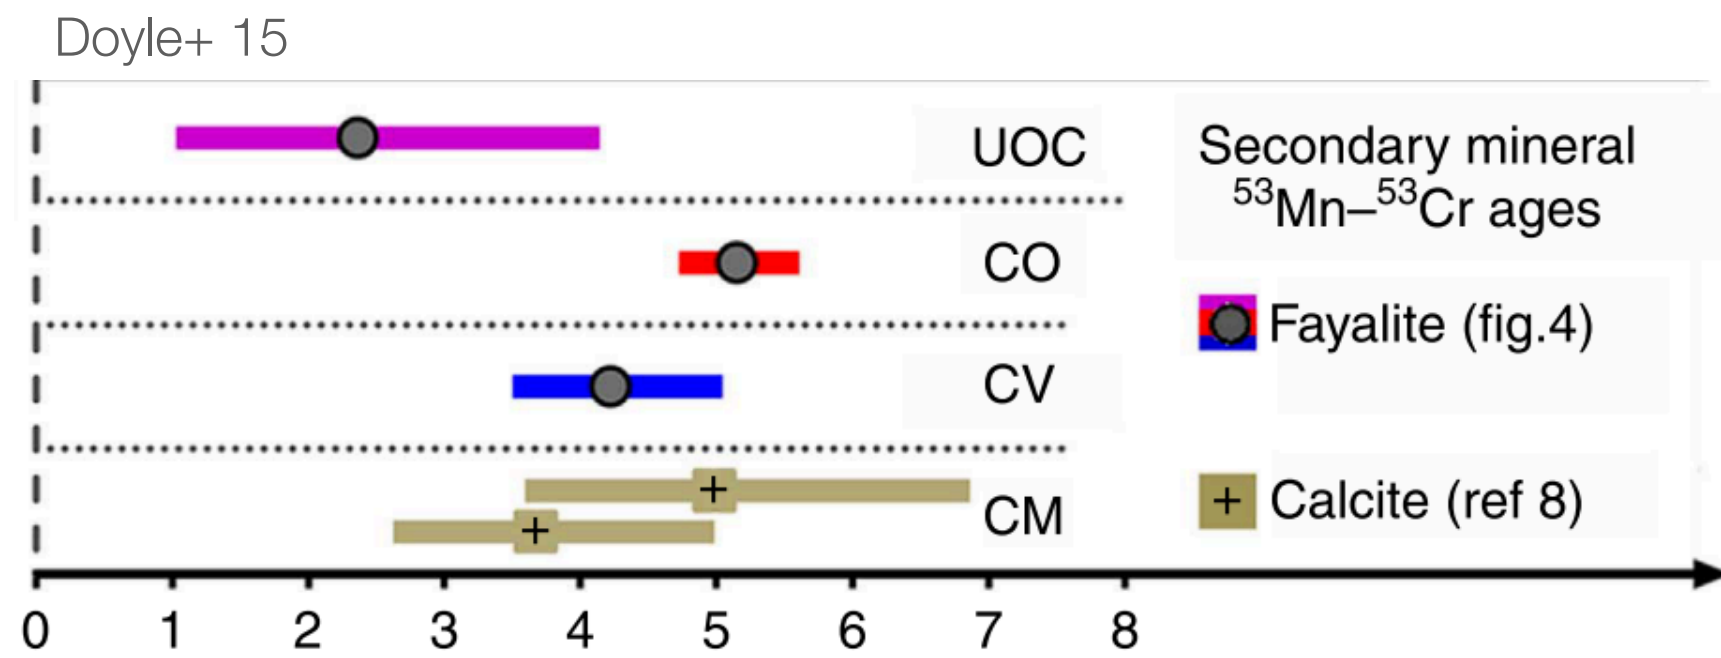 Doyle+ 15
UOC
Secondary mineral
⁵³Mn–⁵³Cr ages
CO
Fayalite (fig.4)
CV
+ CM
+ Calcite (ref 8)
+
0 1 2 3 4 5 6 7 8